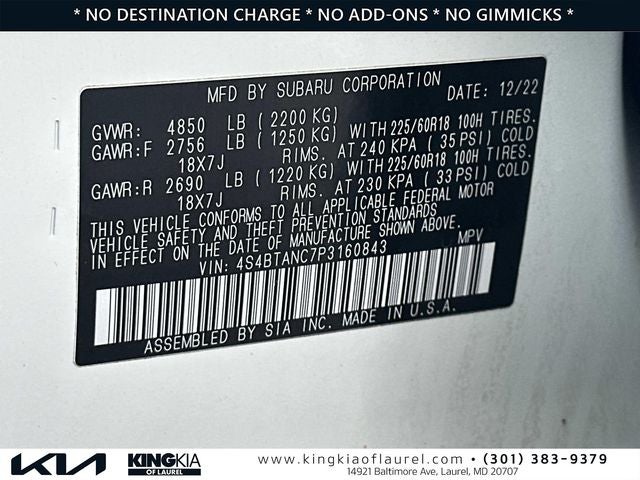 * NO DESTINATION CHARGE * NO ADD-ONS * NO GIMMICKS *
MFD BY SUBARU CORPORATION DATE: 12/22
GVWR: 4850 LB (2200 KG)
GAWR:F 2756 LB (1250 KG) WITH 225/60R18 100H TIRES.
18X7J RIMS. AT 240 KPA (35 PSI) COLD
GAWR:R 2690 LB (1220 KG) WITH 225/60R18 100H TIRES.
18X7J RIMS. AT 230 KPA (33 PSI) COLD
THIS VEHICLE CONFORMS TO ALL APPLICABLE FEDERAL MOTOR
VEHICLE SAFETY AND THEFT PREVENTION STANDARDS
IN EFFECT ON THE DATE OF MANUFACTURE SHOWN ABOVE.
VIN: 4S4BTANC7P3160843 MPV
ASSEMBLED BY SIA INC. MADE IN U.S.A.
KIA KING KIA
OF LAUREL
www.kingkiaoflaurel.com • (301) 383-9379
14921 Baltimore Ave, Laurel, MD 20707